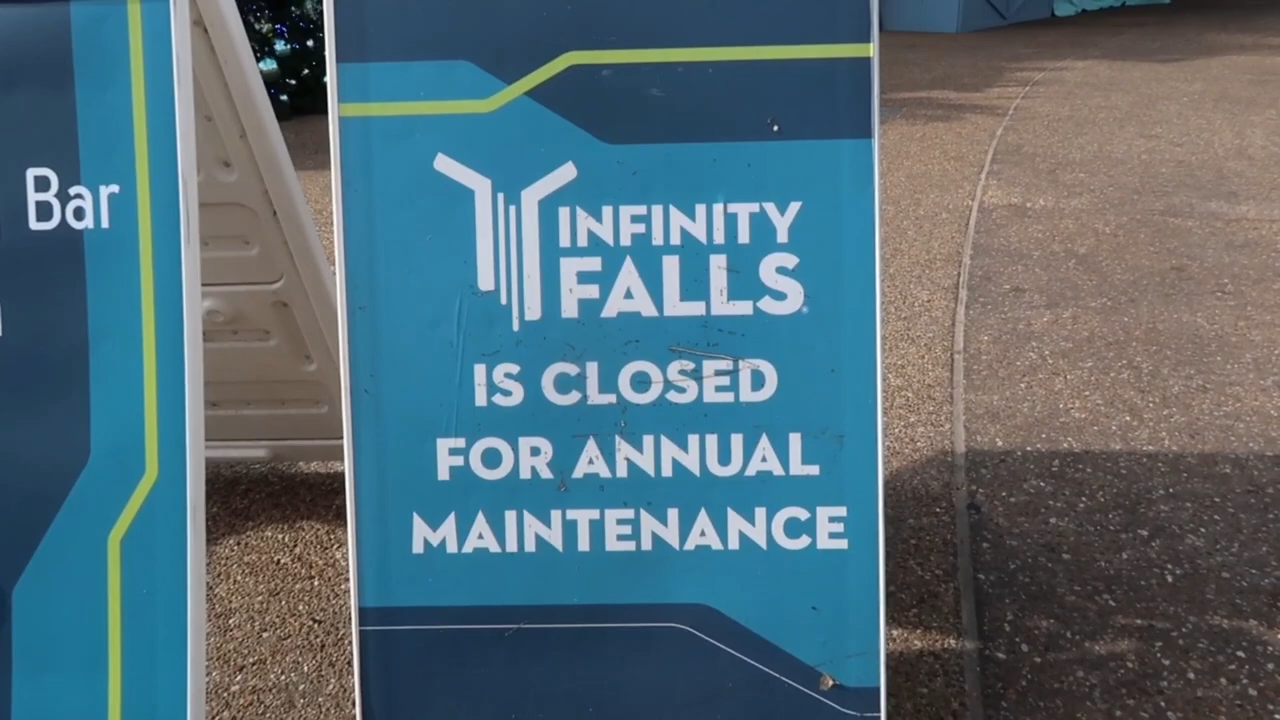 Bar
INFINITY
FALLS
IS CLOSED
FOR ANNUAL
MAINTENANCE